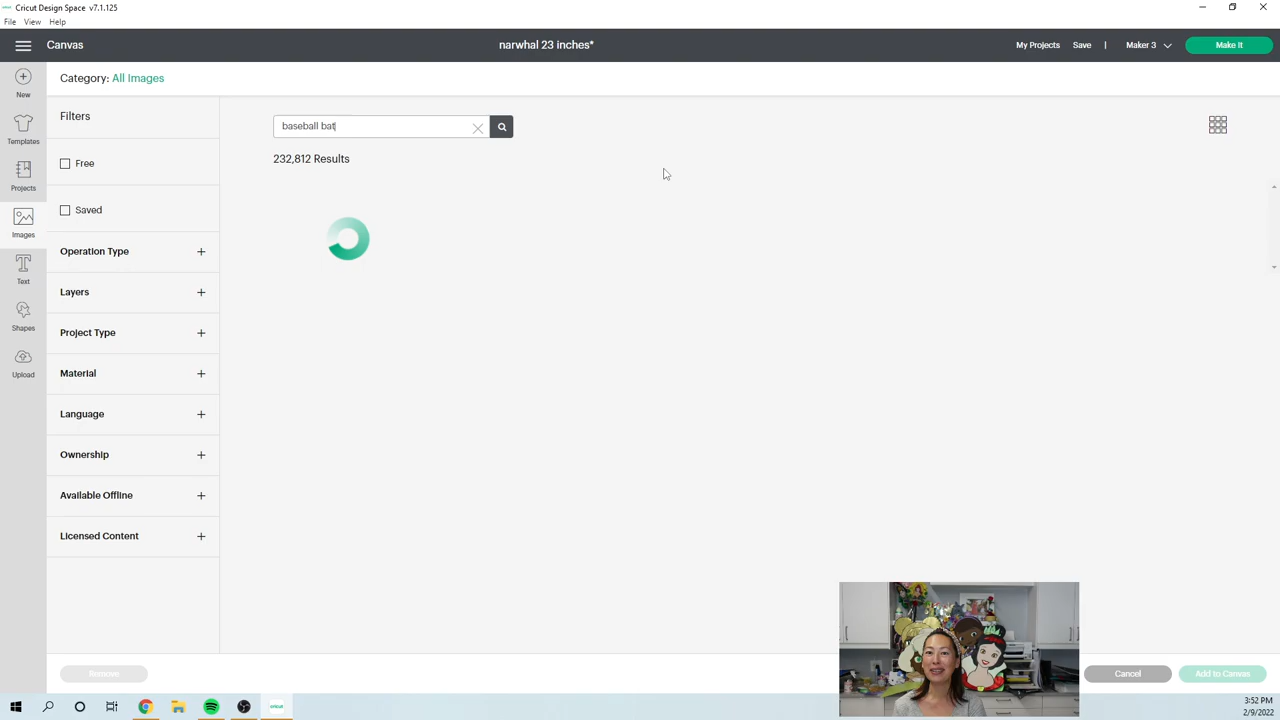 Cricut Design Space v7.1.125
File View Help
Canvas
narwhal 23 inches*
My Projects Save | Maker 3 Make It
New
Templates
Projects
Images
Text
Shapes
Upload
Category: All Images
Filters
Free
Saved
Operation Type +
Layers +
Project Type +
Material +
Language +
Ownership +
Available Offline +
Licensed Content +
baseball bat
232,812 Results
Remove
Cancel
Add to Canvas
cricut
3:52 PM
2/9/2022